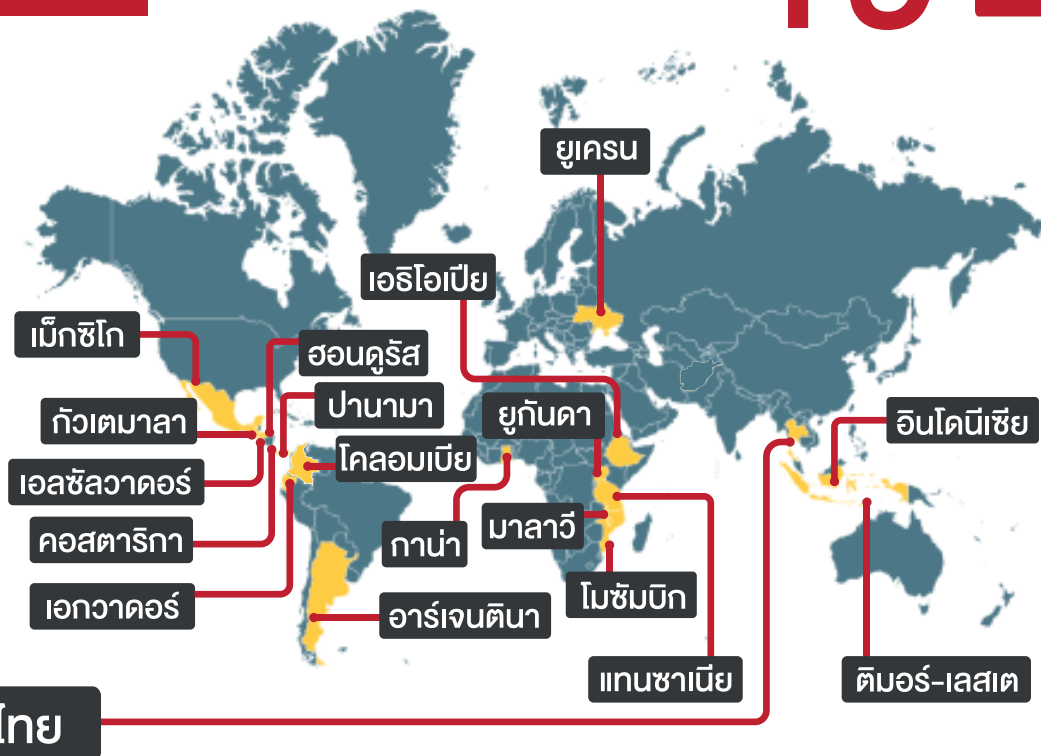 ยูเครน
เอธิโอเปีย
เม็กซิโก
ฮอนดูรัส
ปานามา
ยูกันดา
กัวเตมาลา
อินโดนีเซีย
โคลอมเบีย
เอลซัลวาดอร์
มาลาวี
คอสตาริกา
กาน่า
โมซัมบิก
เอกวาดอร์
อาร์เจนตินา
แทนซาเนีย
ติมอร์-เลสเต
ไทย